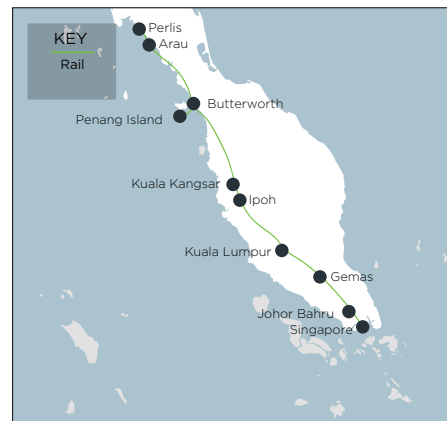 KEY
Rail
Perlis
Arau
Butterworth
Penang Island
Kuala Kangsar
Ipoh
Kuala Lumpur
Gemas
Johor Bahru
Singapore